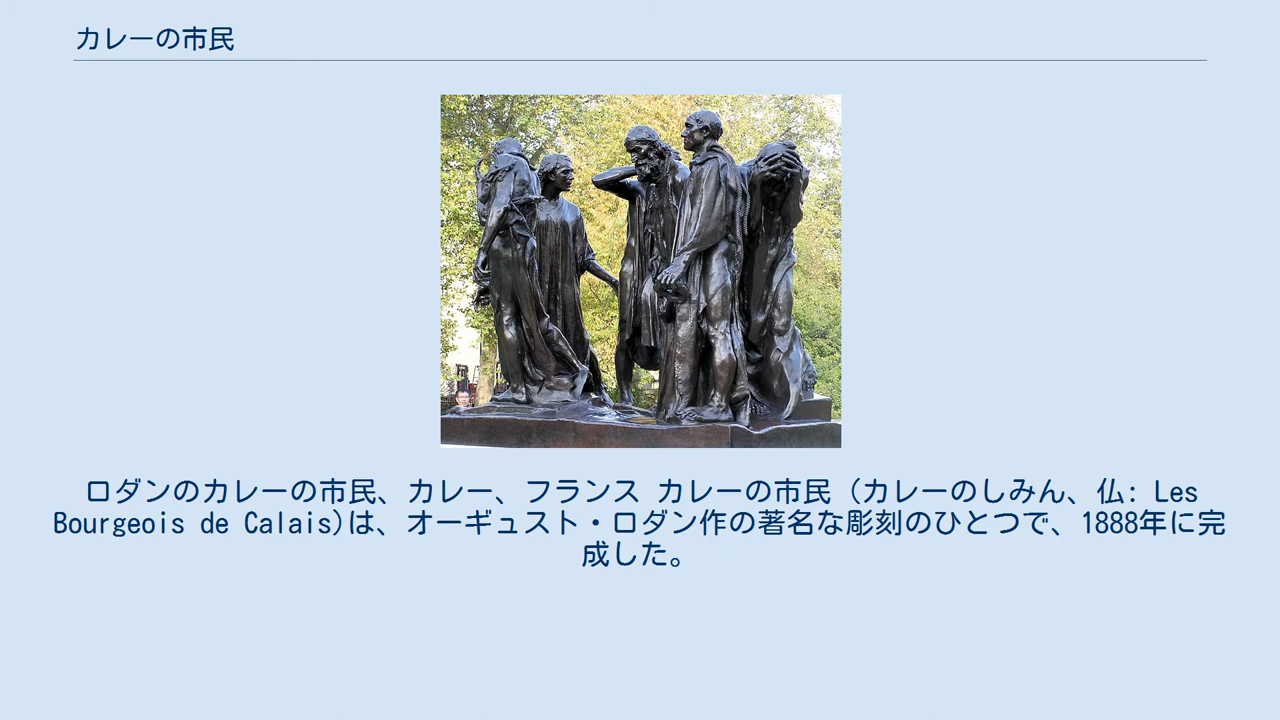 カレーの市民
ロダンのカレーの市民、カレー、フランス カレーの市民 (カレーのしみん、仏: Les
Bourgeois de Calais)は、オーギュスト・ロダン作の著名な彫刻のひとつで、1888年に完
成した。